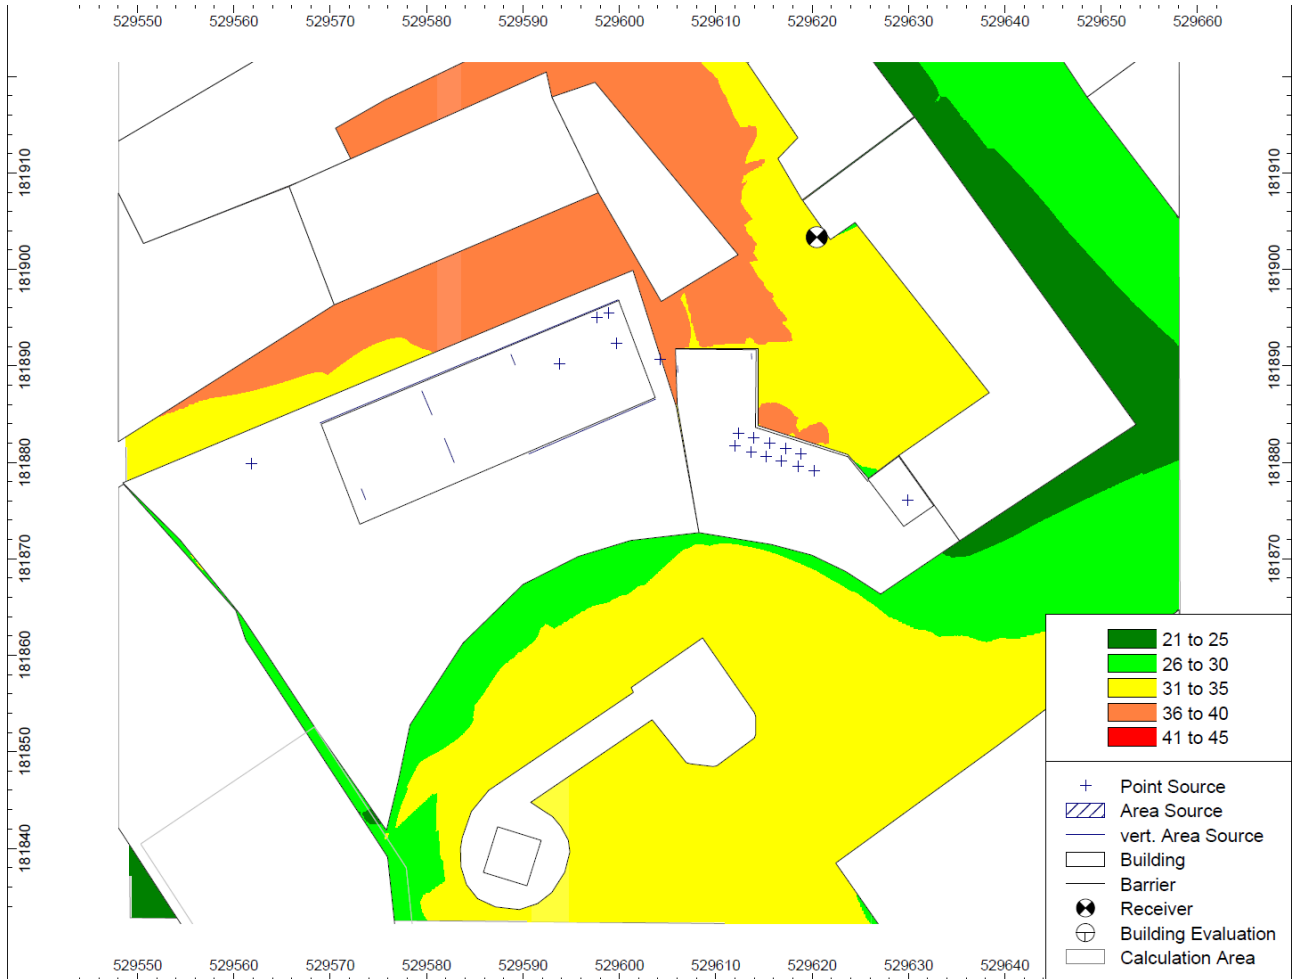 529550 529560 529570 529580 529590 529600 529610 529620 529630 529640 529650 529660
181910 181910
181900 181900
181890 181890
181880 181880
181870 181870
181860
181850
181840
21 to 25
26 to 30
31 to 35
36 to 40
41 to 45
Point Source
Area Source
vert. Area Source
Building
Barrier
Receiver
Building Evaluation
Calculation Area
529550 529560 529570 529580 529590 529600 529610 529620 529630 529640